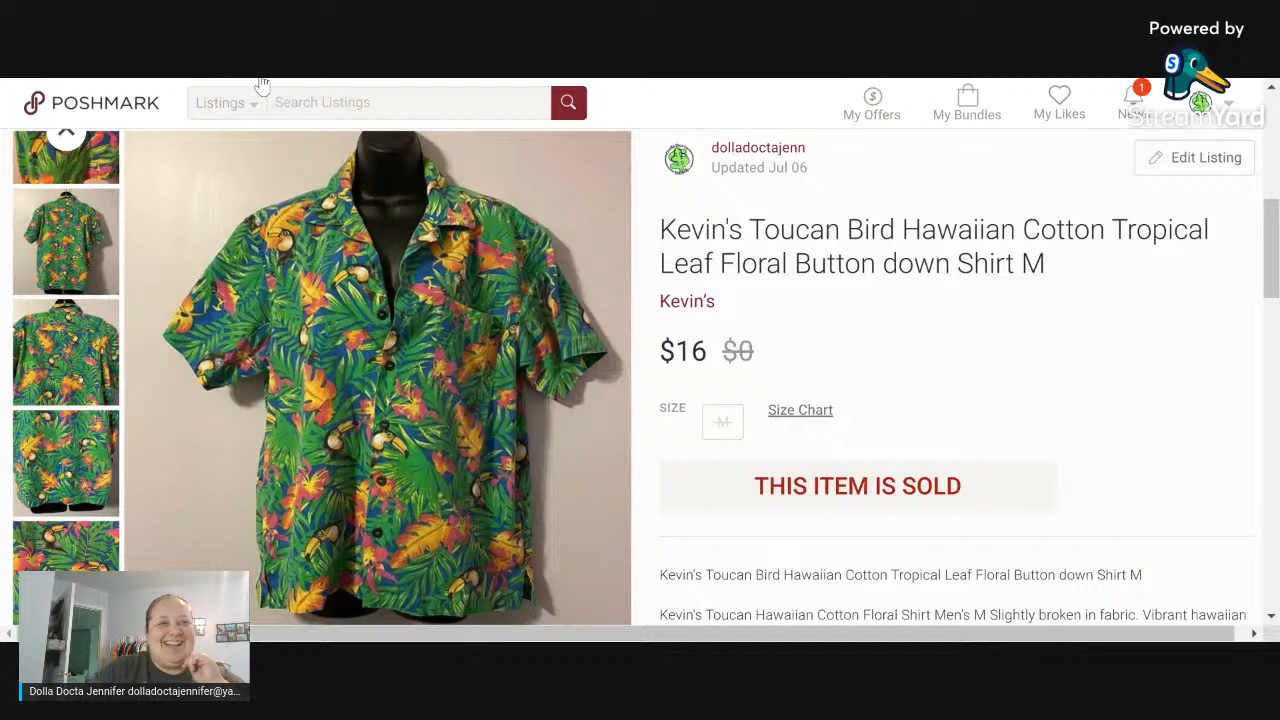 Powered by
StreamYard
POSHMARK
Listings
Search Listings
My Offers
My Bundles
My Likes
1
dolladoctajenn
Updated Jul 06
Edit Listing
Kevin's Toucan Bird Hawaiian Cotton Tropical
Leaf Floral Button down Shirt M
Kevin's
$16 $0
SIZE
M
Size Chart
THIS ITEM IS SOLD
Kevin's Toucan Bird Hawaiian Cotton Tropical Leaf Floral Button down Shirt M
Kevin's Toucan Hawaiian Cotton Floral Shirt Men's M Slightly broken in fabric. Vibrant hawaiian
Dolla Docta Jennifer dolladoctajennifer@ya...